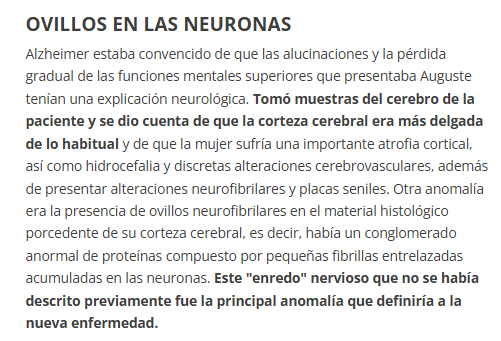 OVILLOS EN LAS NEURONAS
Alzheimer estaba convencido de que las alucinaciones y la pérdida
gradual de las funciones mentales superiores que presentaba Auguste
tenían una explicación neurológica. Tomó muestras del cerebro de la
paciente y se dio cuenta de que la corteza cerebral era más delgada
de lo habitual y de que la mujer sufría una importante atrofia cortical,
así como hidrocefalia y discretas alteraciones cerebrovasculares, además
de presentar alteraciones neurofibrilares y placas seniles. Otra anomalía
era la presencia de ovillos neurofibrilares en el material histológico
porcedente de su corteza cerebral, es decir, había un conglomerado
anormal de proteínas compuesto por pequeñas fibrillas entrelazadas
acumuladas en las neuronas. Este "enredo" nervioso que no se había
descrito previamente fue la principal anomalía que definiría a la
nueva enfermedad.